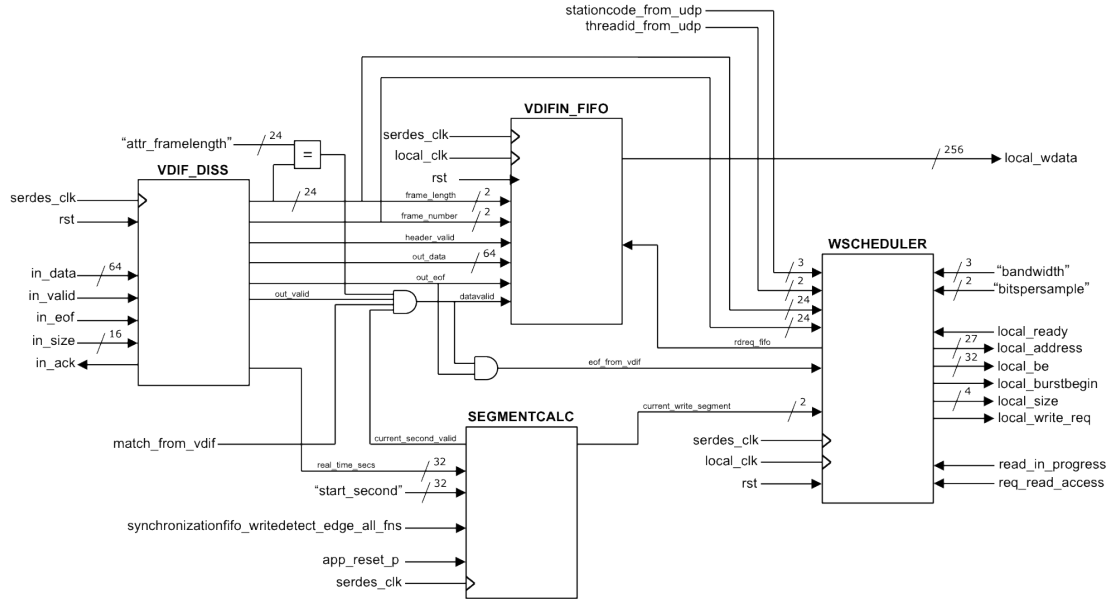 stationcode_from_udp
threadid_from_udp
VDIFIN_FIFO
"attr_framelength"
24
=
serdes_clk
local_clk
rst
256
local_wdata
VDIF_DISS
serdes_clk
rst
24
frame_length
2
frame_number
2
header_valid
out_data
64
out_eof
out_valid
datavalid
in_data
64
in_valid
in_eof
in_size
16
in_ack
WSCHEDULER
3
2
24
24
3
"bandwidth"
2
"bitspersample"
local_ready
27
local_address
32
local_be
local_burstbegin
4
local_size
local_write_req
rdreq_fifo
eof_from_vdif
SEGMENTCALC
current_write_segment
2
match_from_vdif
current_second_valid
serdes_clk
local_clk
rst
read_in_progress
req_read_access
real_time_secs
32
"start_second"
32
synchronizationfifo_writedetect_edge_all_fns
app_reset_p
serdes_clk